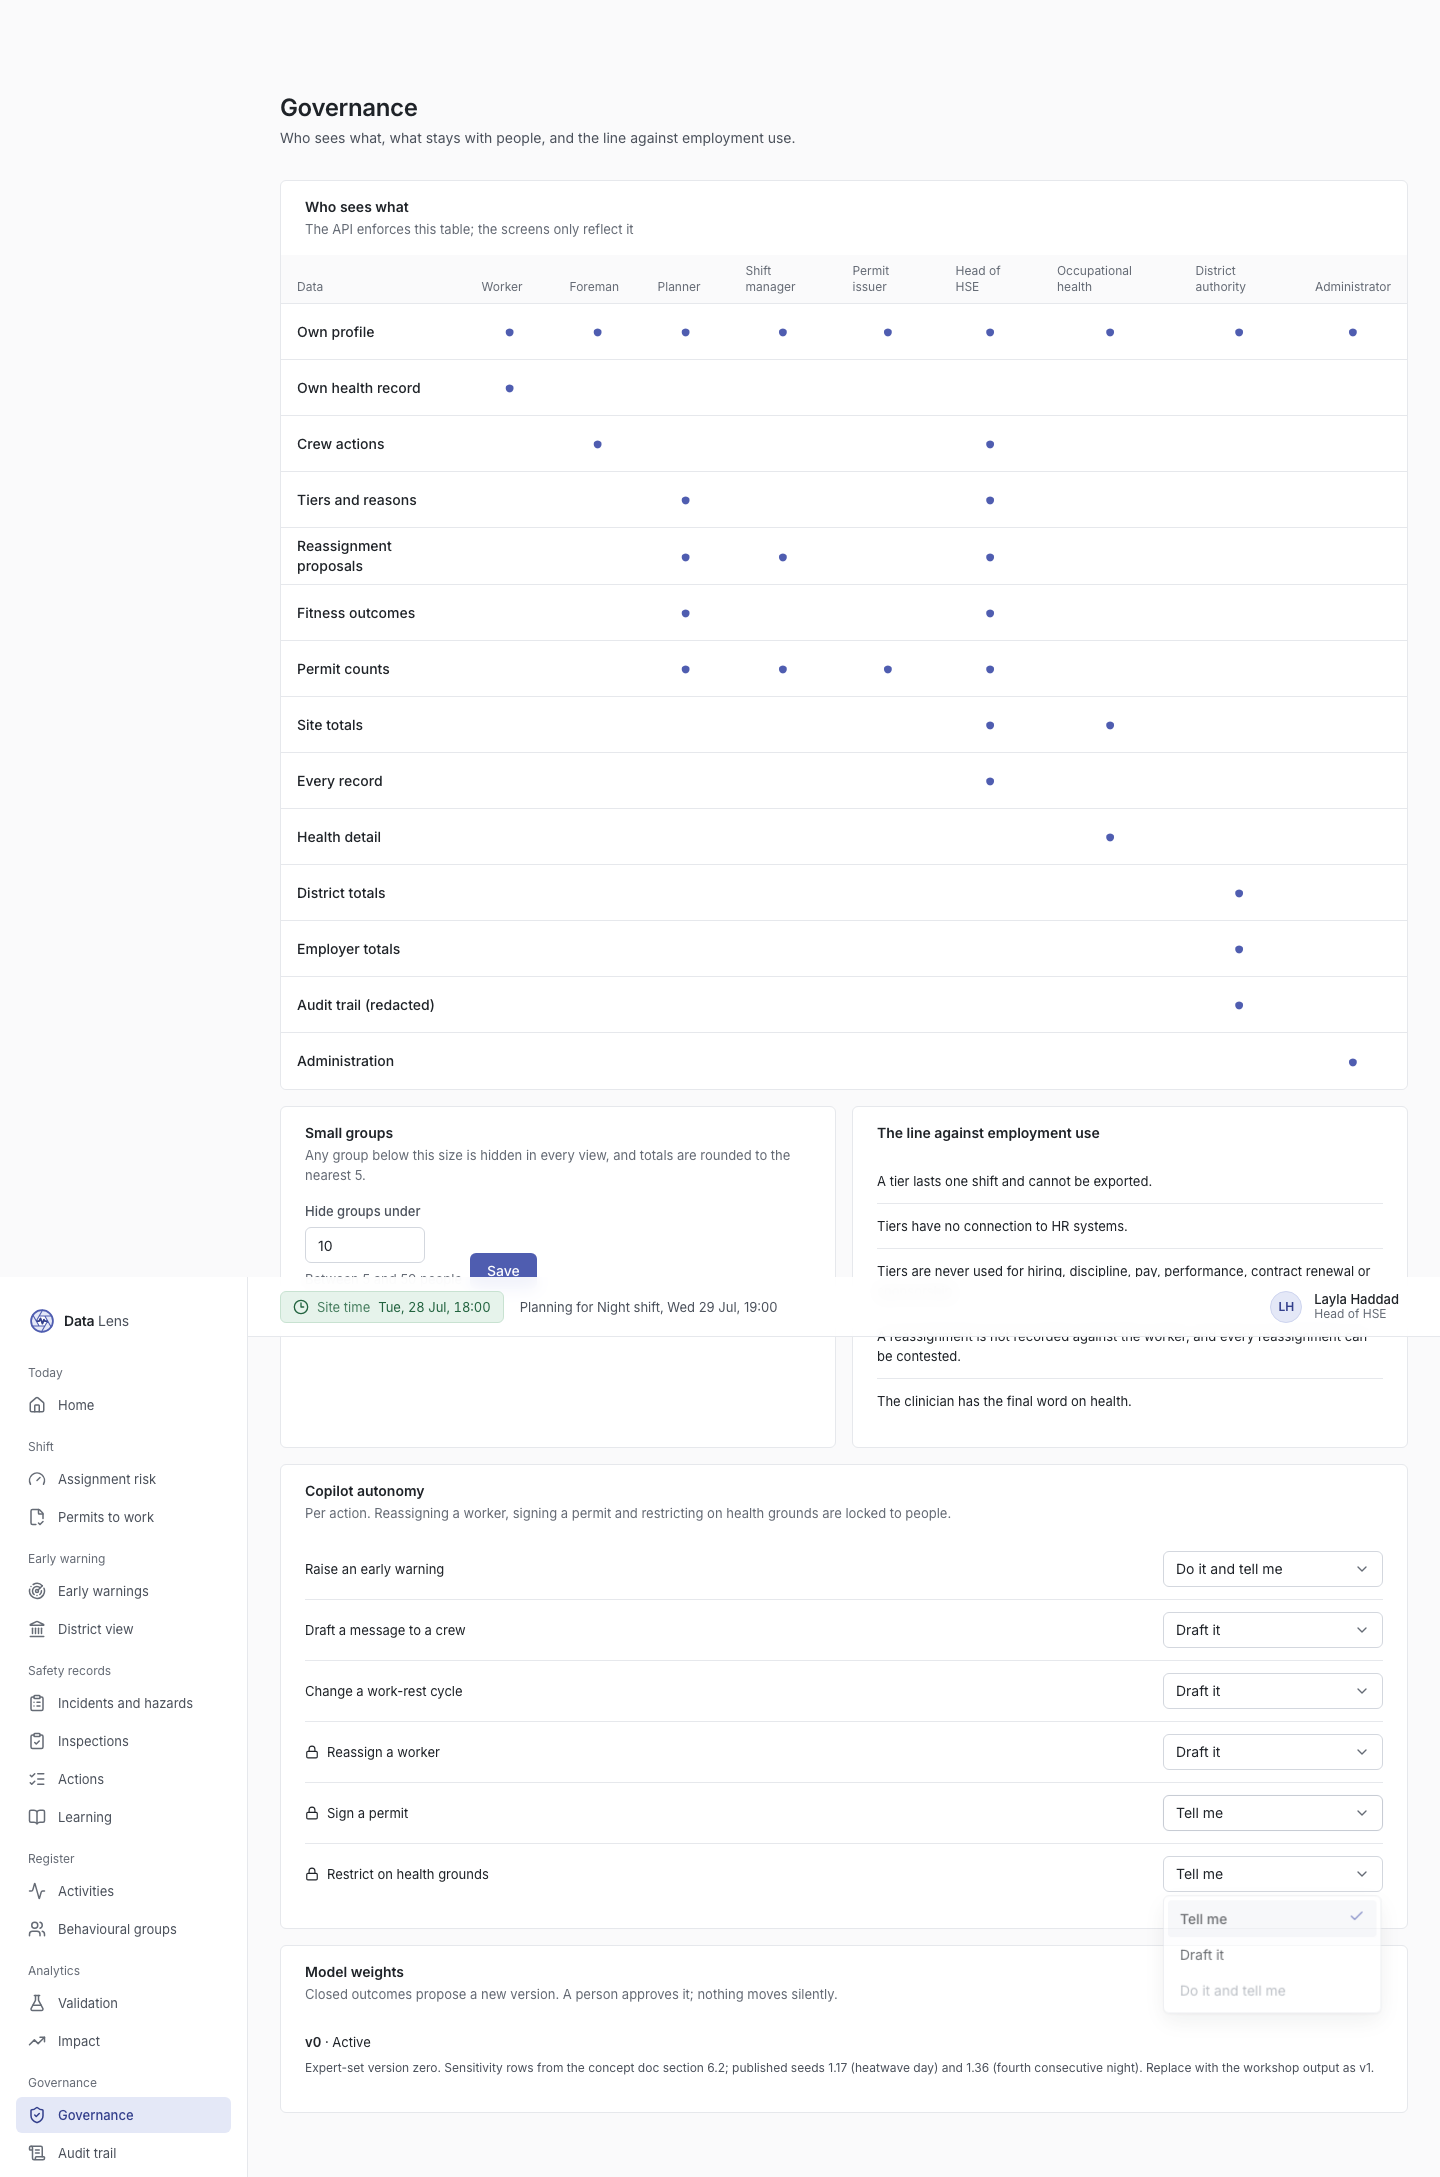 Governance
Who sees what, what stays with people, and the line against employment use.
Who sees what
The API enforces this table; the screens only reflect it
Data Worker Foreman Planner Shift manager Permit issuer Head of HSE Occupational health District authority Administrator
Own profile
Own health record
Crew actions
Tiers and reasons
Reassignment
proposals
Fitness outcomes
Permit counts
Site totals
Every record
Health detail
District totals
Employer totals
Audit trail (redacted)
Administration
Small groups
Any group below this size is hidden in every view, and totals are rounded to the
nearest 5.
Hide groups under
10
Between 5 and 50 people
Save
The line against employment use
A tier lasts one shift and cannot be exported.
Tiers have no connection to HR systems.
Tiers are never used for hiring, discipline, pay, performance, contract renewal or
A reassignment is not recorded against the worker, and every reassignment can
be contested.
The clinician has the final word on health.
Site time Tue, 28 Jul, 18:00
Planning for Night shift, Wed 29 Jul, 19:00
LH
Layla Haddad
Head of HSE
Data Lens
Today
Home
Shift
Assignment risk
Permits to work
Early warning
Early warnings
District view
Safety records
Incidents and hazards
Inspections
Actions
Learning
Register
Activities
Behavioural groups
Analytics
Validation
Impact
Governance
Governance
Audit trail
Copilot autonomy
Per action. Reassigning a worker, signing a permit and restricting on health grounds are locked to people.
Raise an early warning Do it and tell me
Draft a message to a crew Draft it
Change a work-rest cycle Draft it
Reassign a worker Draft it
Sign a permit Tell me
Restrict on health grounds Tell me
Tell me
Draft it
Do it and tell me
Model weights
Closed outcomes propose a new version. A person approves it; nothing moves silently.
v0 · Active
Expert-set version zero. Sensitivity rows from the concept doc section 6.2; published seeds 1.17 (heatwave day) and 1.36 (fourth consecutive night). Replace with the workshop output as v1.